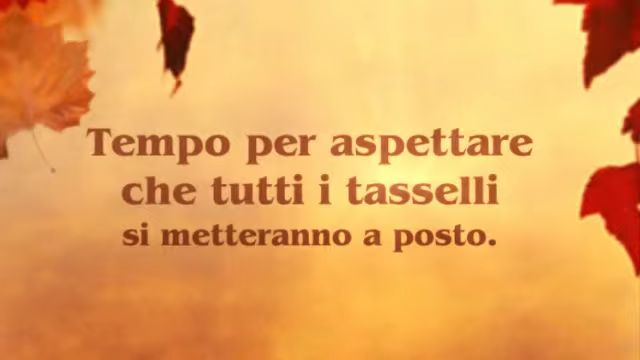 Tempo per aspettare
che tutti i tasselli
si metteranno a posto.